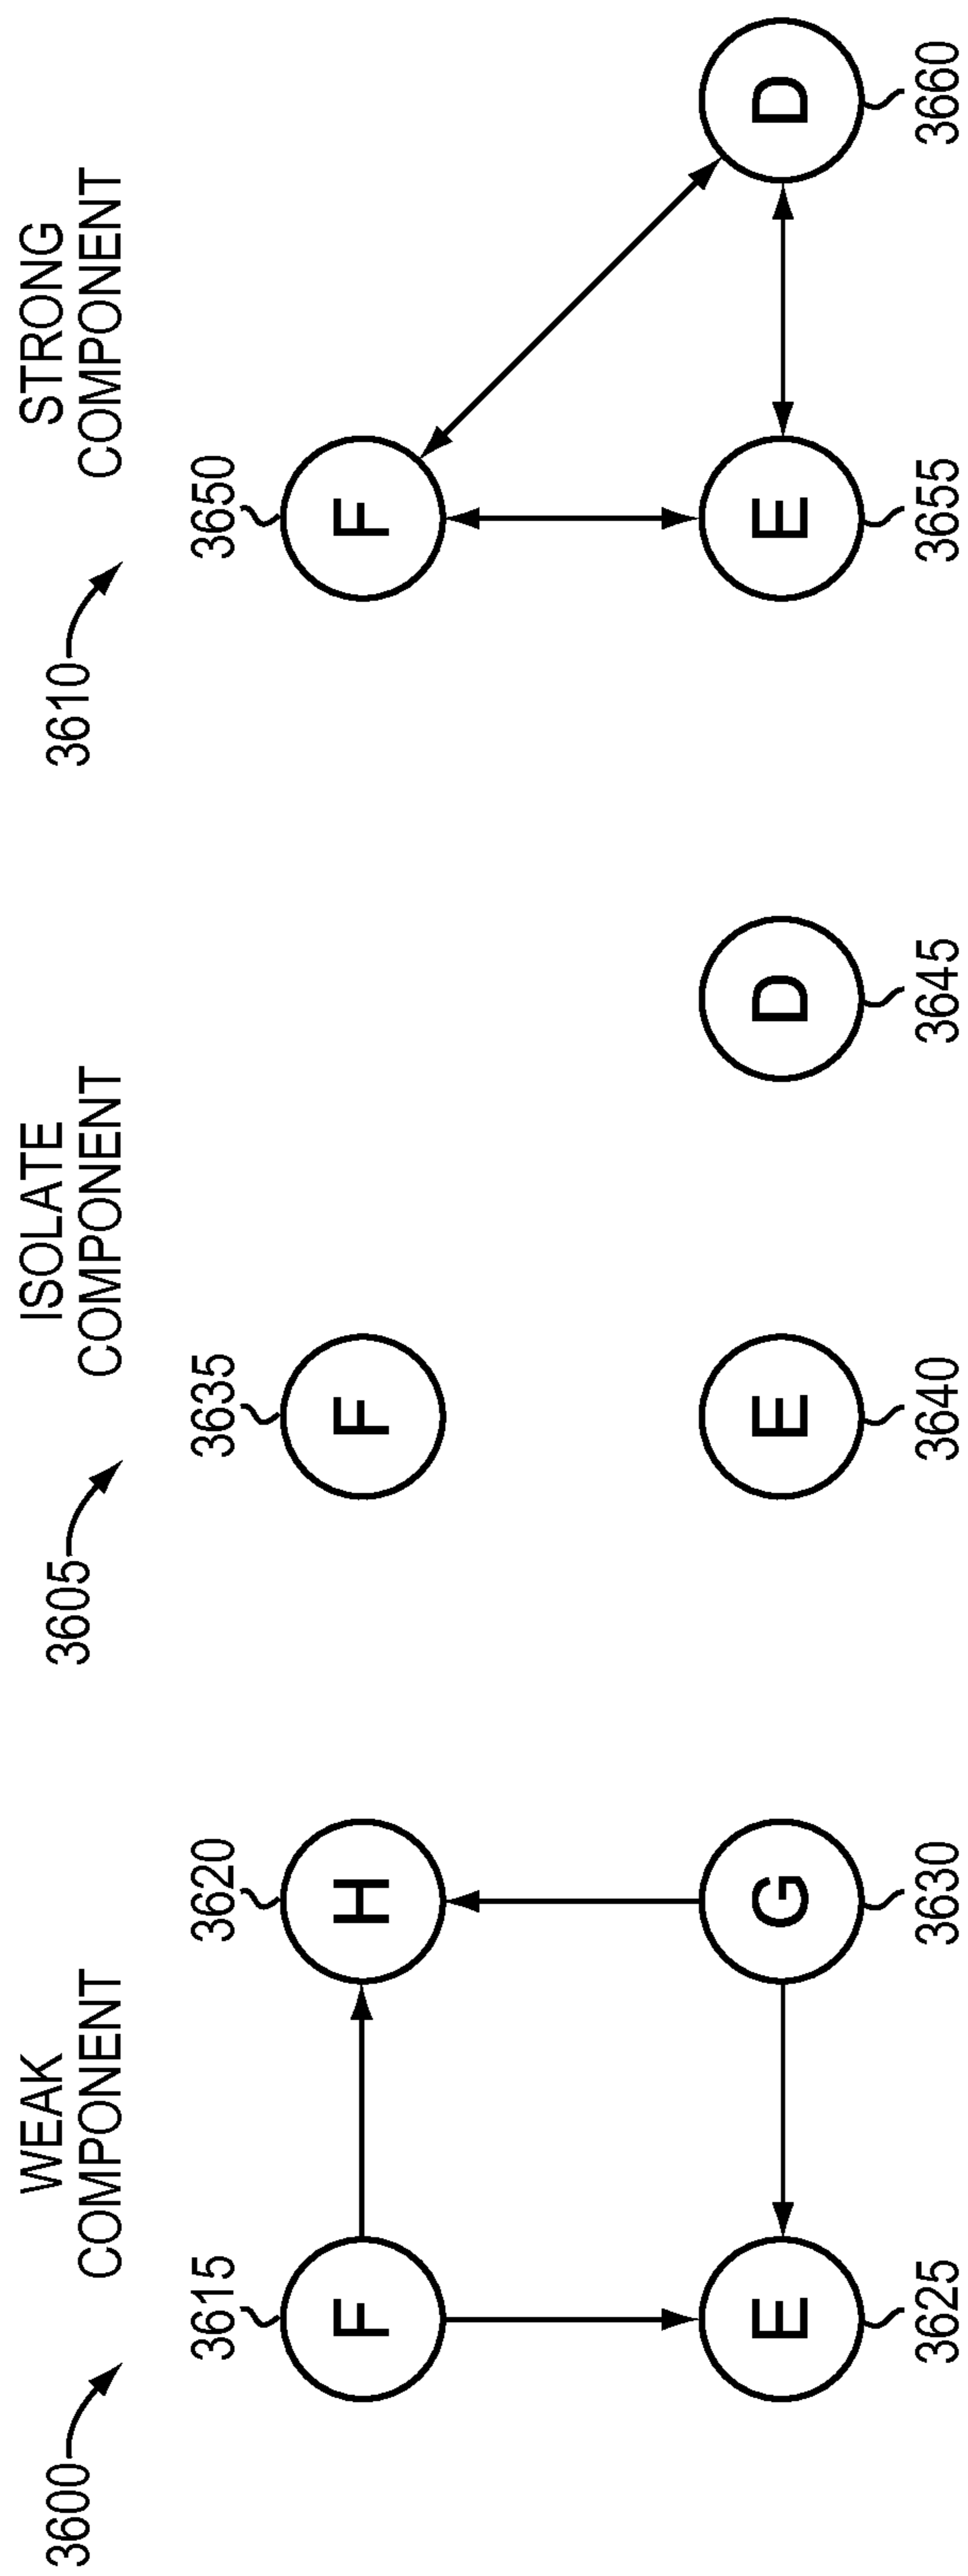 WEAK
COMPONENT
3600
3615
3620
F
H
E
G
3625
3630
ISOLATE
COMPONENT
3605
3635
F
E
D
3640
3645
STRONG
COMPONENT
3610
3650
F
E
D
3655
3660